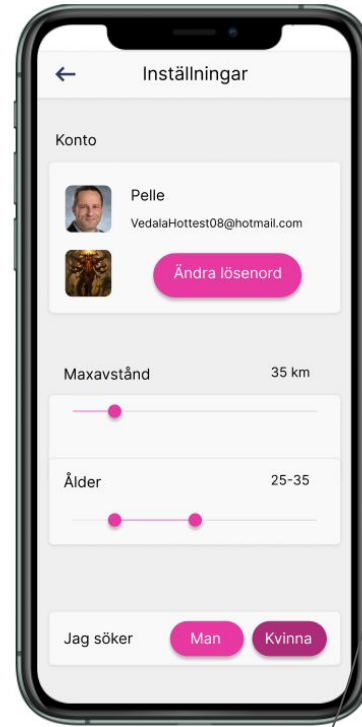 Inställningar
Konto
Pelle
VedalaHottest08@hotmail.com
Ändra lösenord
Maxavstånd 35 km
Ålder 25-35
Jag söker Man Kvinna